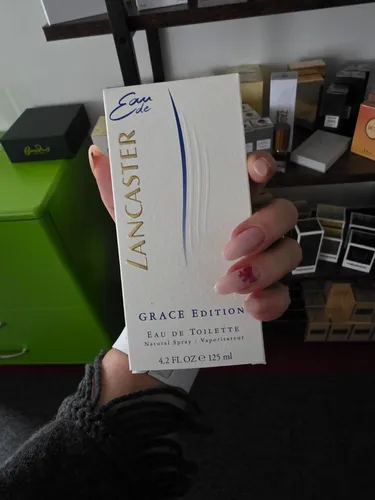 Eau
de
LANCASTER
GRACE EDITION
EAU DE TOILETTE
Natural Spray / Vaporisateur
4.2 FL OZ e 125 ml